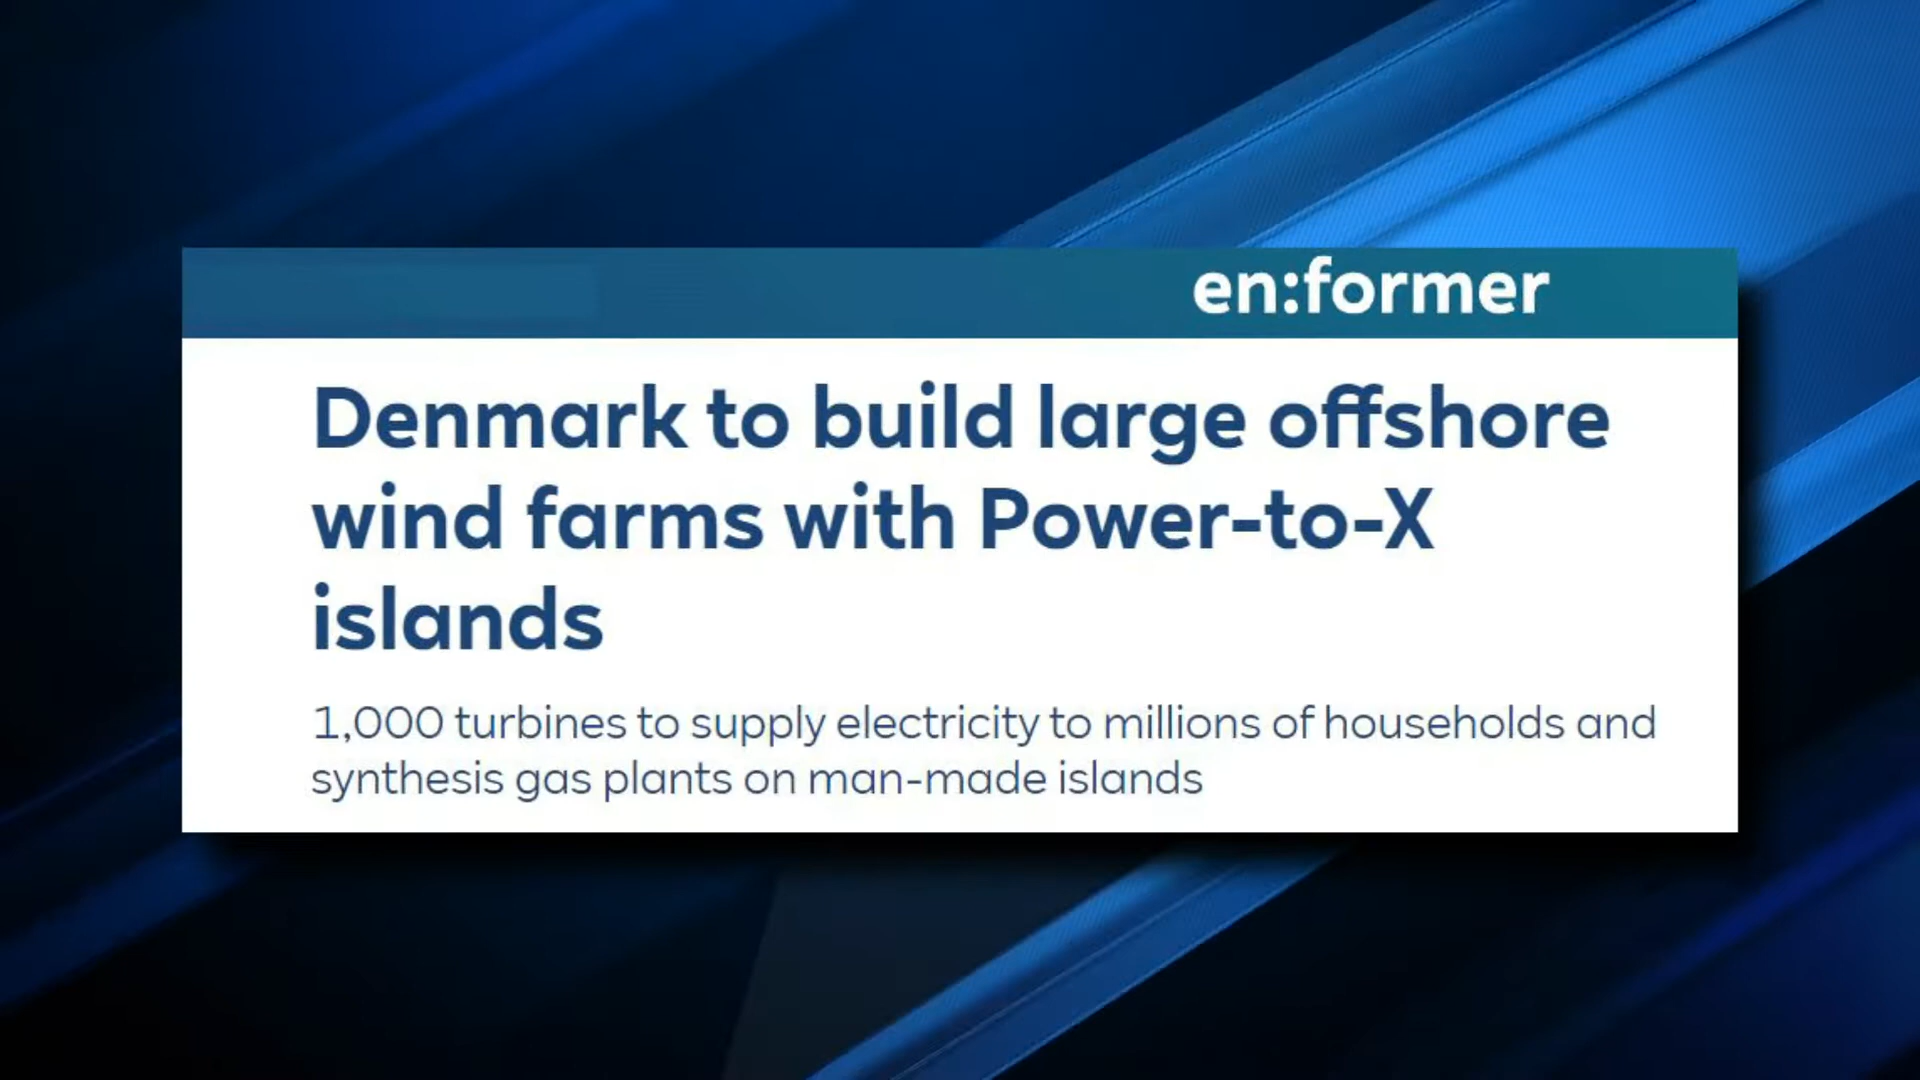 en:former
Denmark to build large offshore
wind farms with Power-to-X
islands
1,000 turbines to supply electricity to millions of households and
synthesis gas plants on man-made islands